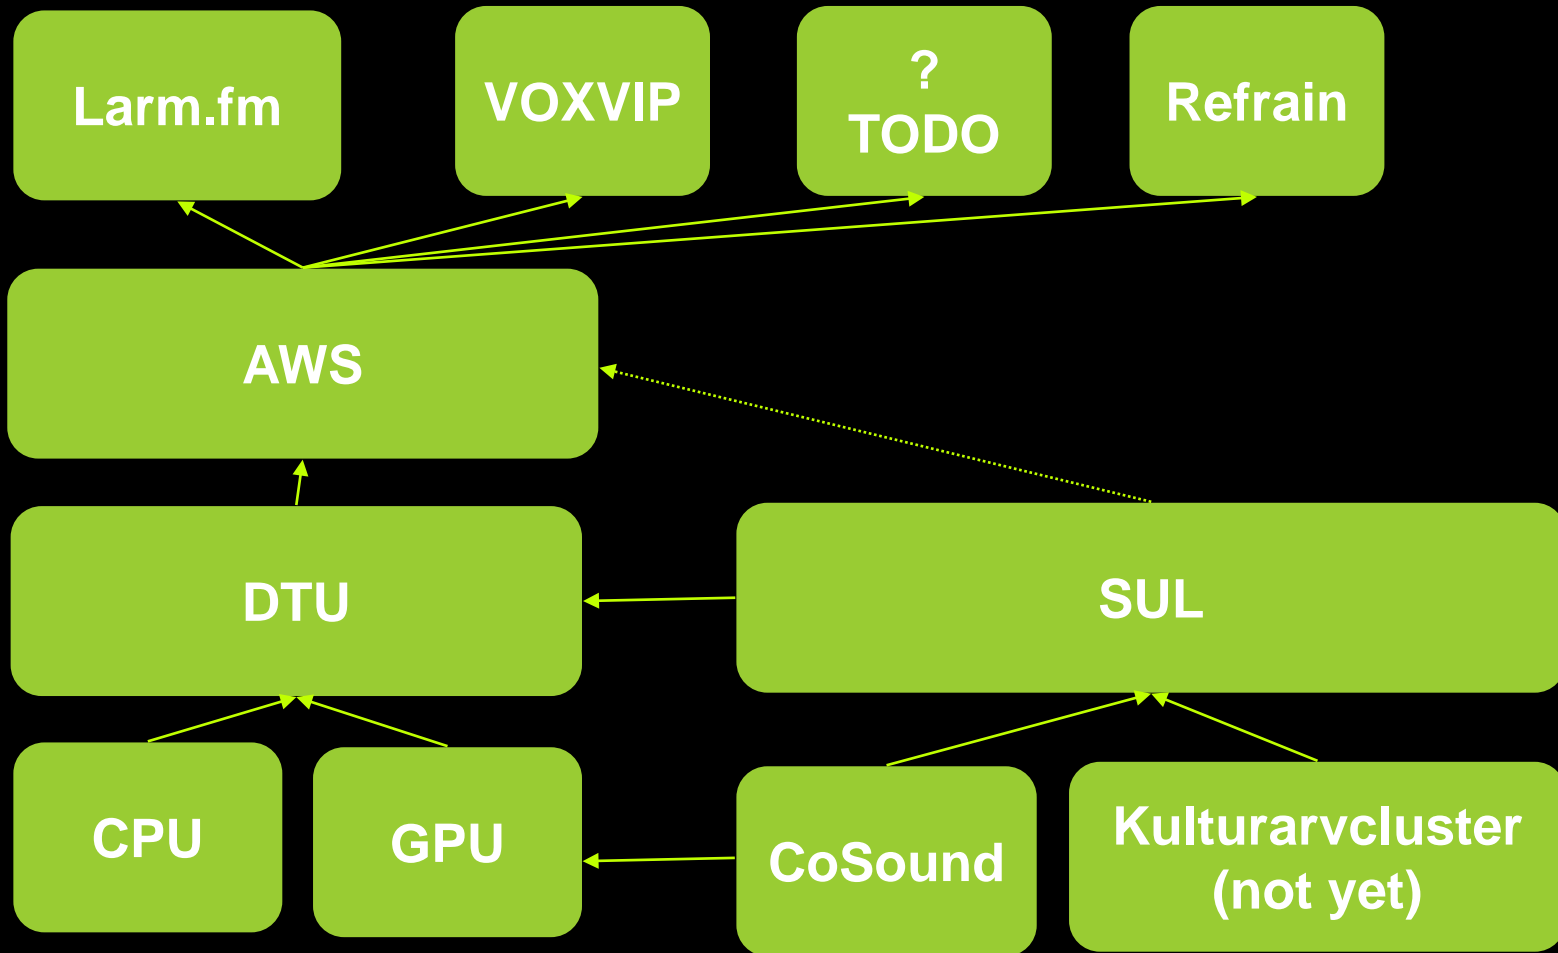 Larm.fm
VOXVIP
?
TODO
Refrain
AWS
DTU
SUL
CPU
GPU
CoSound
Kulturarvcluster
(not yet)